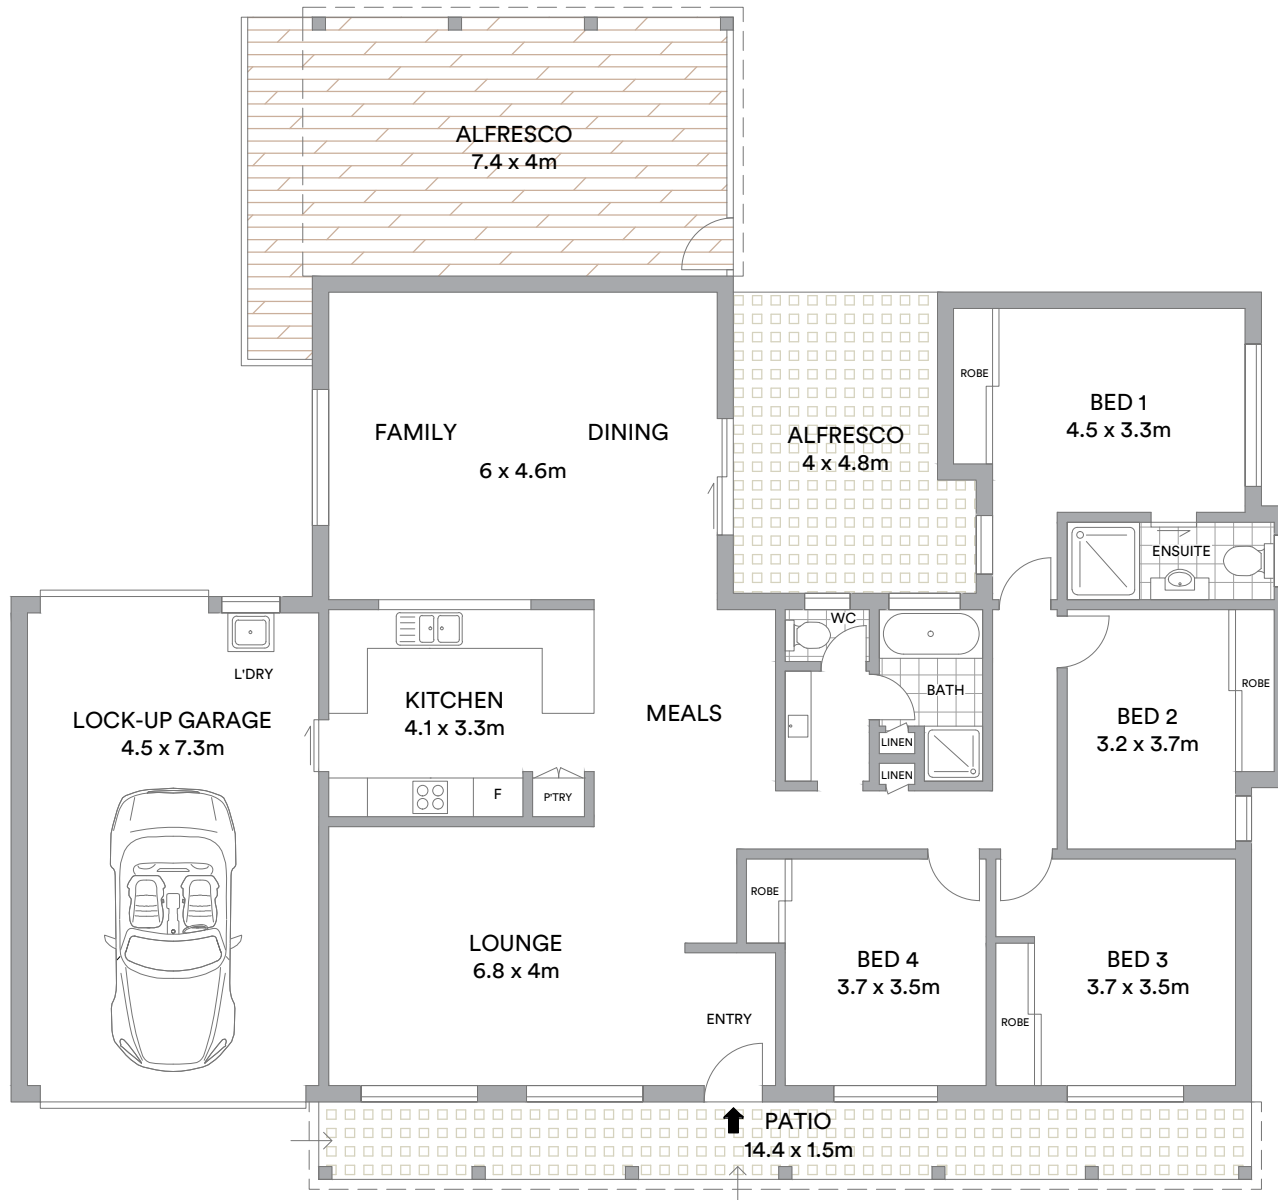 ALFRESCO
7.4 x 4m
ROBE
BED 1
4.5 x 3.3m
FAMILY
DINING
6 x 4.6m
ALFRESCO
4 x 4.8m
ENSUITE
WC
L'DRY
KITCHEN
4.1 x 3.3m
MEALS
BATH
ROBE
LOCK-UP GARAGE
4.5 x 7.3m
BED 2
3.2 x 3.7m
LINEN
LINEN
F
P'TRY
ROBE
LOUNGE
6.8 x 4m
BED 4
3.7 x 3.5m
BED 3
3.7 x 3.5m
ENTRY
ROBE
PATIO
14.4 x 1.5m